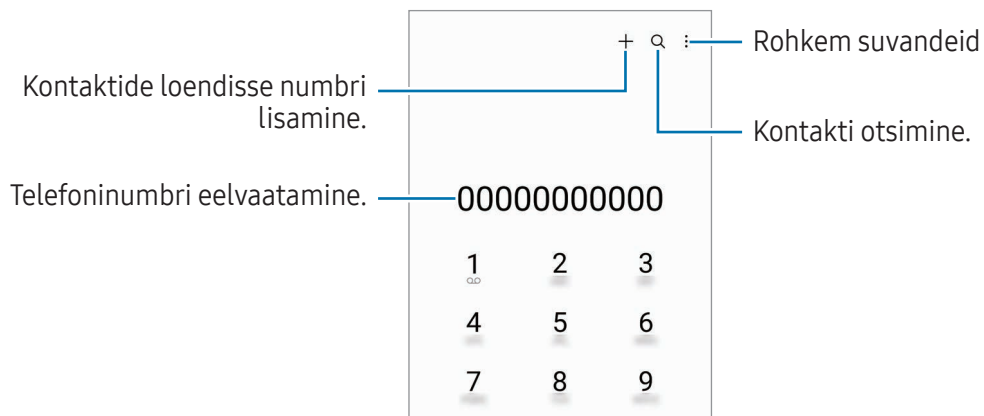 Rohkem suvandeid
Kontaktide loendisse numbri
lisamine.
Kontakti otsimine.
Telefoninumbri eelvaatamine.
00000000000
1 2 3
4 5 6
7 8 9